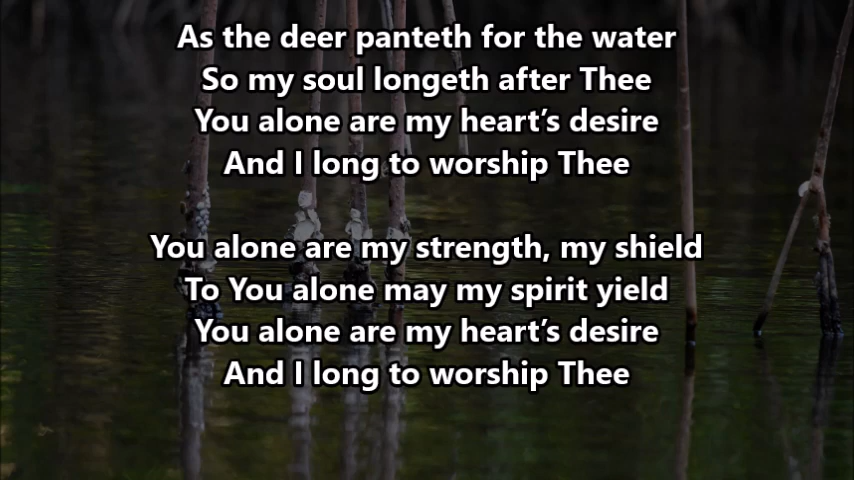 As the deer panteth for the water
So my soul longeth after Thee
You alone are my heart’s desire
And I long to worship Thee
You alone are my strength, my shield
To You alone may my spirit yield
You alone are my heart’s desire
And I long to worship Thee